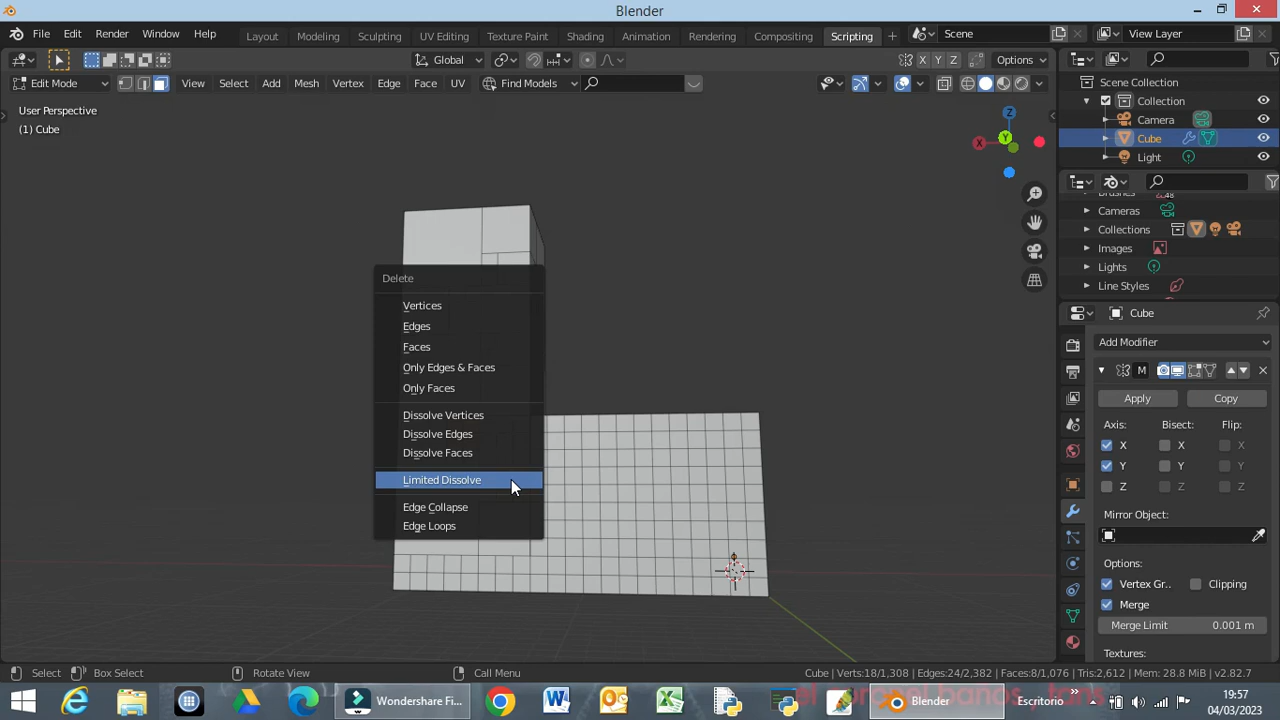 Blender
File Edit Render Window Help Layout Modeling Sculpting UV Editing Texture Paint Shading Animation Rendering Compositing Scripting Scene View Layer
Global X Y Z Options
Edit Mode View Select Add Mesh Vertex Edge Face UV Find Models
User Perspective
(1) Cube
Z
Y
X
Scene Collection
Collection
Camera
Cube
Light
Cameras
Collections
Images
Lights
Line Styles
Cube
Add Modifier
M
Apply Copy
Axis: Bisect: Flip:
X X X
Y Y Y
Z Z Z
Mirror Object:
Options:
Vertex Gr... Clipping
Merge
Merge Limit 0.001 m
Textures:
Delete
Vertices
Edges
Faces
Only Edges & Faces
Only Faces
Dissolve Vertices
Dissolve Edges
Dissolve Faces
Limited Dissolve
Edge Collapse
Edge Loops
Select Box Select Rotate View Call Menu Cube | Verts:18/1,308 | Edges:24/2,382 | Faces:8/1,076 | Tris:2,612 | Mem: 28.8 MiB | v2.82.7
Wondershare Fi... Blender Escritorio
19:57
04/03/2023